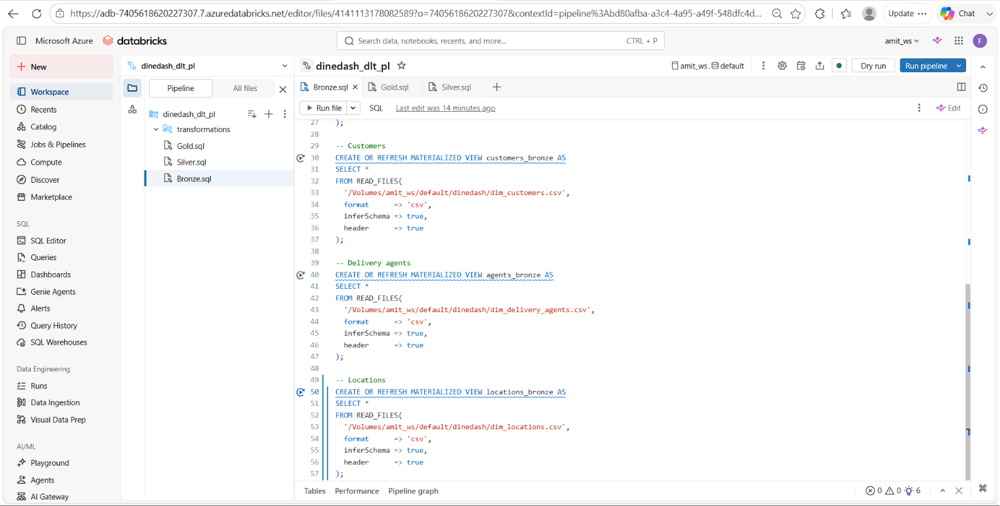 https://adb-7405618620227307.7.azuredatabricks.net/editor/files/4141113178082589?o=7405618620227307&contextId=pipeline%3Abd80afba-a3c4-4a95-a49f-548dfc4d...
Update
Chat
Microsoft Azure
databricks
Search data, notebooks, recents, and more...
CTRL + P
amit_ws
F
New
Workspace
Recents
Catalog
Jobs & Pipelines
Compute
Discover
Marketplace
SQL
SQL Editor
Queries
Dashboards
Genie Agents
Alerts
Query History
SQL Warehouses
Data Engineering
Runs
Data Ingestion
Visual Data Prep
AI/ML
Playground
Agents
AI Gateway
dinedash_dlt_pl
Pipeline
All files
dinedash_dlt_pl
transformations
Gold.sql
Silver.sql
Bronze.sql
dinedash_dlt_pl
amit_ws.default
Dry run
Run pipeline
Bronze.sql
Gold.sql
Silver.sql
Run file
SQL
Last edit was 14 minutes ago
Edit
27 );
28
29 -- Customers
30 CREATE OR REFRESH MATERIALIZED VIEW customers_bronze AS
31 SELECT *
32 FROM READ_FILES(
33 '/Volumes/amit_ws/default/dinedash/dim_customers.csv',
34 format => 'csv',
35 inferSchema => true,
36 header => true
37 );
38
39 -- Delivery agents
40 CREATE OR REFRESH MATERIALIZED VIEW agents_bronze AS
41 SELECT *
42 FROM READ_FILES(
43 '/Volumes/amit_ws/default/dinedash/dim_delivery_agents.csv',
44 format => 'csv',
45 inferSchema => true,
46 header => true
47 );
48
49 -- Locations
50 CREATE OR REFRESH MATERIALIZED VIEW locations_bronze AS
51 SELECT *
52 FROM READ_FILES(
53 '/Volumes/amit_ws/default/dinedash/dim_locations.csv',
54 format => 'csv',
55 inferSchema => true,
56 header => true
57 );
Tables
Performance
Pipeline graph
0 0 6